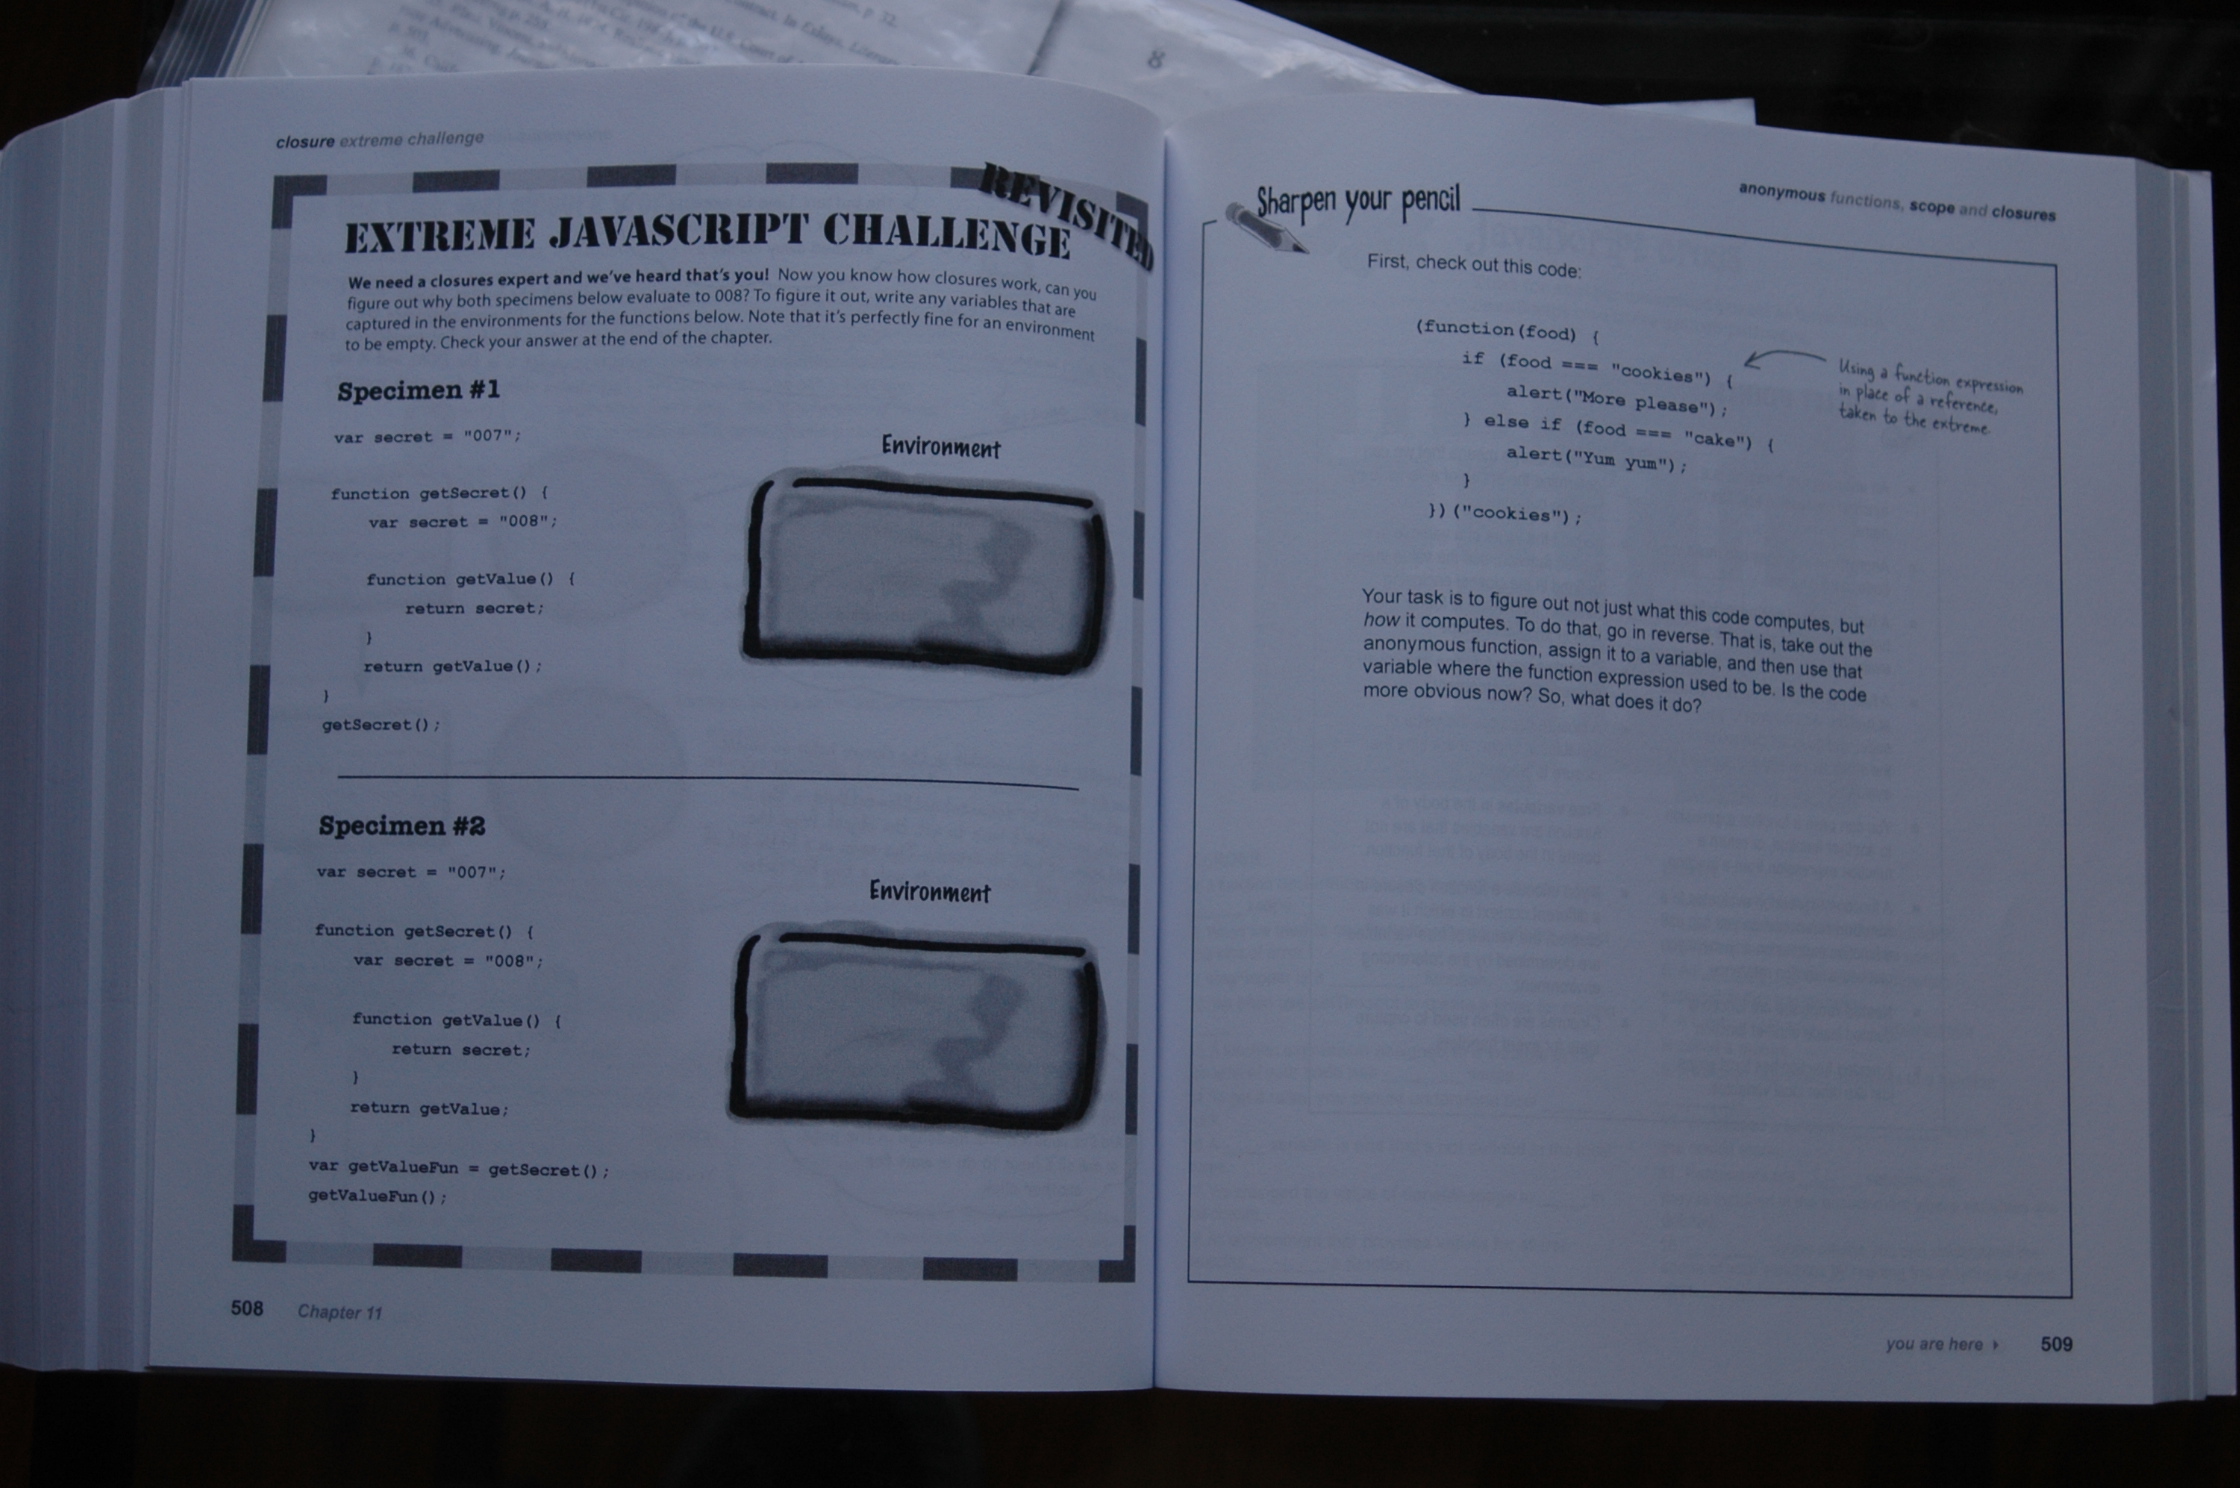 closure extreme challenge
REVISITED
EXTREME JAVASCRIPT CHALLENGE
We need a closures expert and we've heard that's you! Now you know how closures work, can you
figure out why both specimens below evaluate to 008? To figure it out, write any variables that are
captured in the environments for the functions below. Note that it's perfectly fine for an environment
to be empty. Check your answer at the end of the chapter.
Specimen #1
var secret = "007";
Environment
function getSecret() {
var secret = "008";
function getValue() {
return secret;
}
return getValue();
}
getSecret();
Specimen #2
var secret = "007";
Environment
function getSecret() {
var secret = "008";
function getValue() {
return secret;
}
return getValue;
}
var getValueFun = getSecret();
getValueFun();
508 Chapter 11
anonymous functions, scope and closures
Sharpen your pencil
First, check out this code:
(function(food) {
if (food === "cookies") {
alert("More please");
} else if (food === "cake") {
alert("Yum yum");
}
})("cookies");
Using a function expression
in place of a reference,
taken to the extreme.
Your task is to figure out not just what this code computes, but
how it computes. To do that, go in reverse. That is, take out the
anonymous function, assign it to a variable, and then use that
variable where the function expression used to be. Is the code
more obvious now? So, what does it do?
you are here 509
8
p. 12.